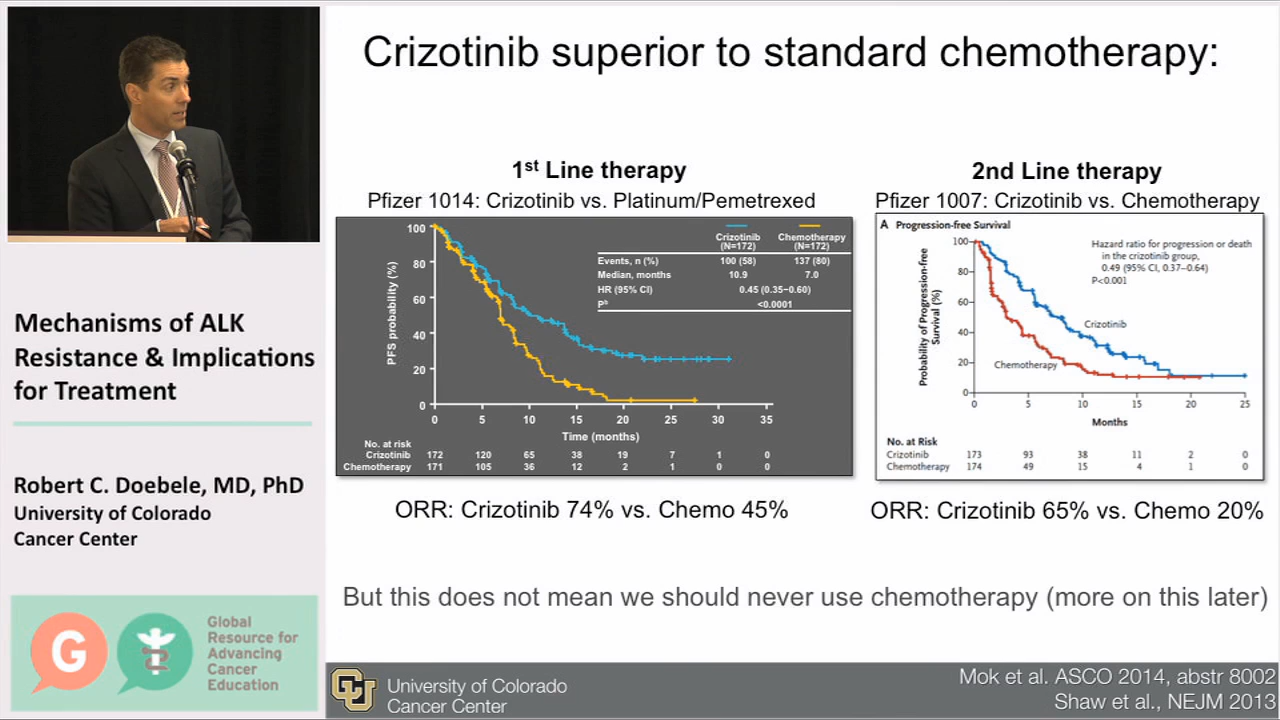 Crizotinib superior to standard chemotherapy:
1st Line therapy
Pfizer 1014: Crizotinib vs. Platinum/Pemetrexed
PFS probability (%)
100
80
60
40
20
0
Crizotinib
(N=172)
Chemotherapy
(N=172)
Events, n (%) 100 (58) 137 (80)
Median, months 10.9 7.0
HR (95% CI) 0.45 (0.35–0.60)
Pb <0.0001
0 5 10 15 20 25 30 35
Time (months)
No. at risk
Crizotinib 172 120 65 38 19 7 1 0
Chemotherapy 171 105 36 12 2 1 0 0
ORR: Crizotinib 74% vs. Chemo 45%
2nd Line therapy
Pfizer 1007: Crizotinib vs. Chemotherapy
A Progression-free Survival
Probability of Progression-free
Survival (%)
100
80
60
40
20
0
Hazard ratio for progression or death
in the crizotinib group,
0.49 (95% CI, 0.37–0.64)
P<0.001
Crizotinib
Chemotherapy
0 5 10 15 20 25
Months
No. at Risk
Crizotinib 173 93 38 11 2 0
Chemotherapy 174 49 15 4 1 0
ORR: Crizotinib 65% vs. Chemo 20%
But this does not mean we should never use chemotherapy (more on this later)
Mechanisms of ALK
Resistance & Implications
for Treatment
Robert C. Doebele, MD, PhD
University of Colorado
Cancer Center
G
Global
Resource for
Advancing
Cancer
Education
CU
University of Colorado
Cancer Center
Mok et al. ASCO 2014, abstr 8002
Shaw et al., NEJM 2013